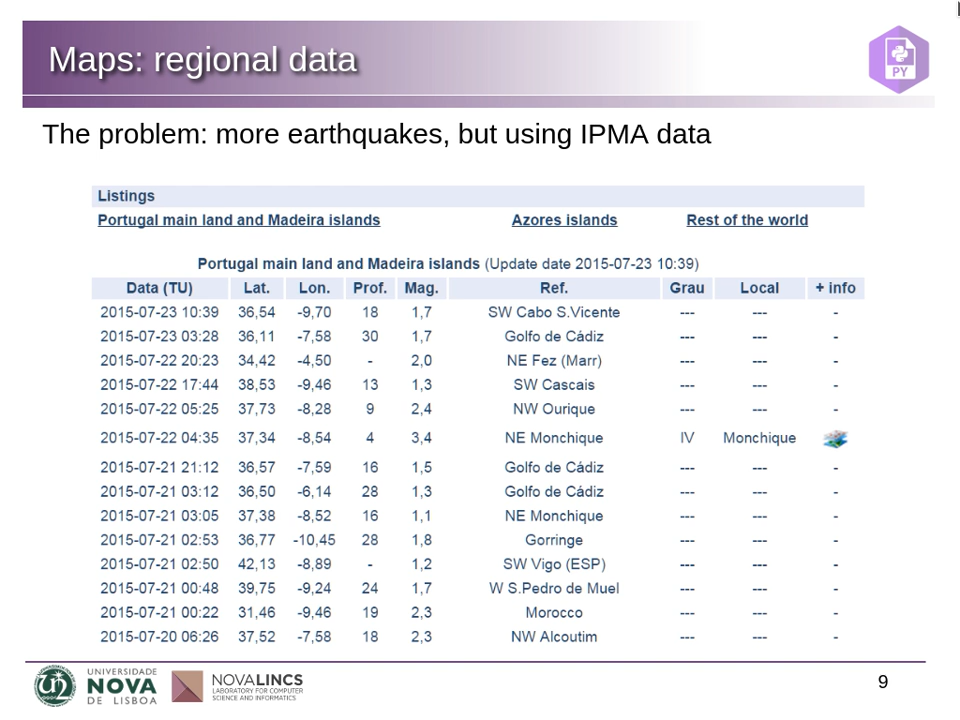 Maps: regional data
PY
The problem: more earthquakes, but using IPMA data
Listings
Portugal main land and Madeira islands Azores islands Rest of the world
Portugal main land and Madeira islands (Update date 2015-07-23 10:39)
Data (TU) Lat. Lon. Prof. Mag. Ref. Grau Local + info
2015-07-23 10:39 36,54 -9,70 18 1,7 SW Cabo S.Vicente --- --- -
2015-07-23 03:28 36,11 -7,58 30 1,7 Golfo de Cádiz --- --- -
2015-07-22 20:23 34,42 -4,50 - 2,0 NE Fez (Marr) --- --- -
2015-07-22 17:44 38,53 -9,46 13 1,3 SW Cascais --- --- -
2015-07-22 05:25 37,73 -8,28 9 2,4 NW Ourique --- --- -
2015-07-22 04:35 37,34 -8,54 4 3,4 NE Monchique IV Monchique
2015-07-21 21:12 36,57 -7,59 16 1,5 Golfo de Cádiz --- --- -
2015-07-21 03:12 36,50 -6,14 28 1,3 Golfo de Cádiz --- --- -
2015-07-21 03:05 37,38 -8,52 16 1,1 NE Monchique --- --- -
2015-07-21 02:53 36,77 -10,45 28 1,8 Gorringe --- --- -
2015-07-21 02:50 42,13 -8,89 - 1,2 SW Vigo (ESP) --- --- -
2015-07-21 00:48 39,75 -9,24 24 1,7 W S.Pedro de Muel --- --- -
2015-07-21 00:22 31,46 -9,46 19 2,3 Morocco --- --- -
2015-07-20 06:26 37,52 -7,58 18 2,3 NW Alcoutim --- --- -
UNIVERSIDADE
NOVA
DE LISBOA
NOVALINCS
LABORATORY FOR COMPUTER
SCIENCE AND INFORMATICS
9